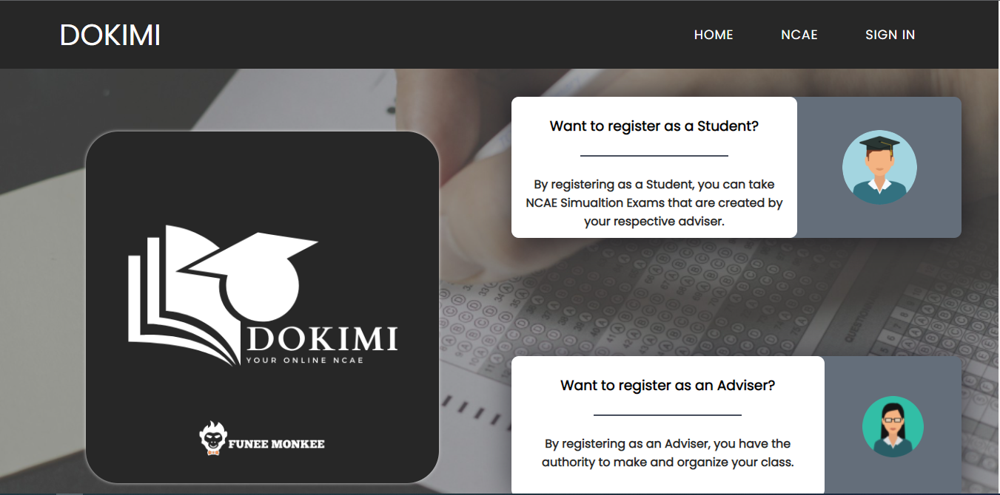 DOKIMI
HOME
NCAE
SIGN IN
Want to register as a Student?
By registering as a Student, you can take
NCAE Simualtion Exams that are created by
your respective adviser.
DOKIMI
YOUR ONLINE NCAE
FUNEE MONKEE
Want to register as an Adviser?
By registering as an Adviser, you have the
authority to make and organize your class.